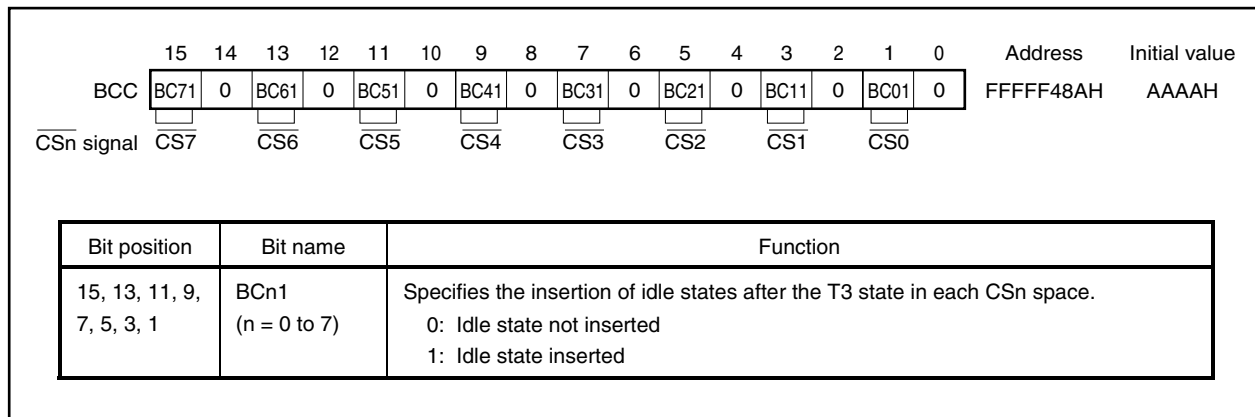 15 14 13 12 11 10 9 8 7 6 5 4 3 2 1 0 Address Initial value
BCC BC71 0 BC61 0 BC51 0 BC41 0 BC31 0 BC21 0 BC11 0 BC01 0 FFFFF48AH AAAAH
CSn signal CS7 CS6 CS5 CS4 CS3 CS2 CS1 CS0
Bit position Bit name Function
15, 13, 11, 9, BCn1 Specifies the insertion of idle states after the T3 state in each CSn space.
7, 5, 3, 1 (n = 0 to 7) 0: Idle state not inserted
1: Idle state inserted